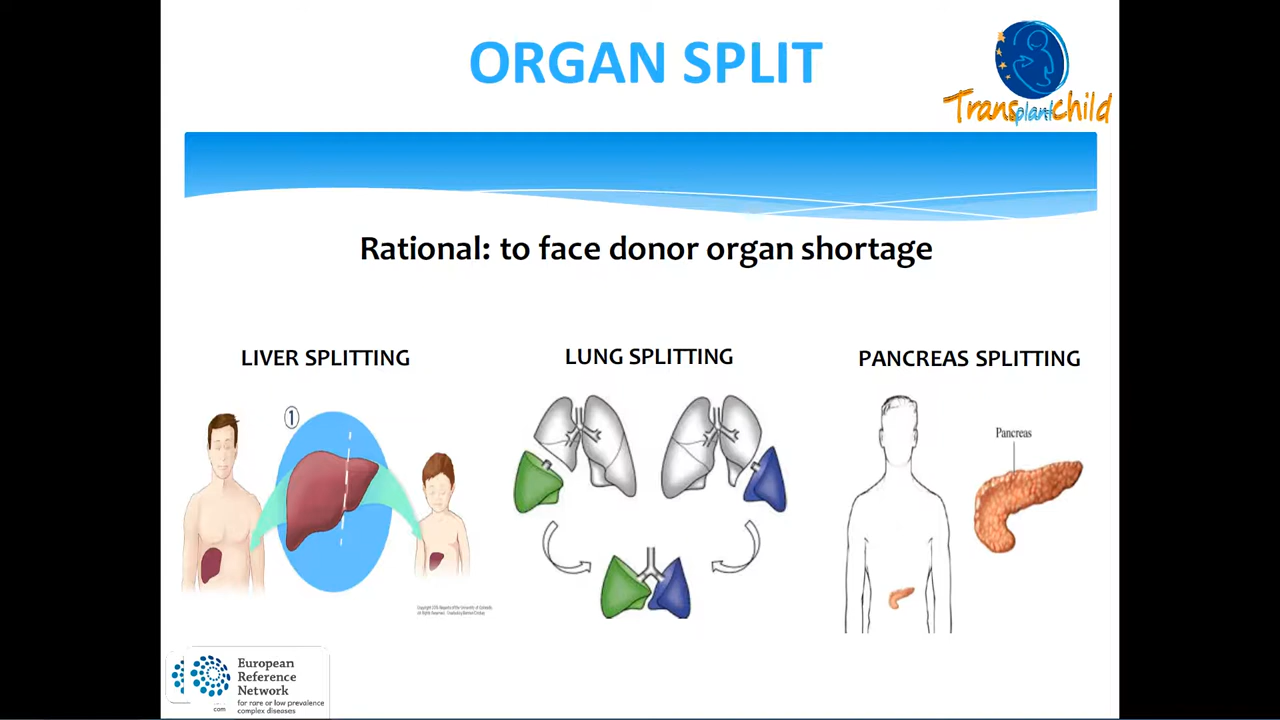 ORGAN SPLIT
Transplantchild
Rational: to face donor organ shortage
LIVER SPLITTING
LUNG SPLITTING
PANCREAS SPLITTING
1
Pancreas
European
Reference
Network
for rare or low prevalence
complex diseases
com